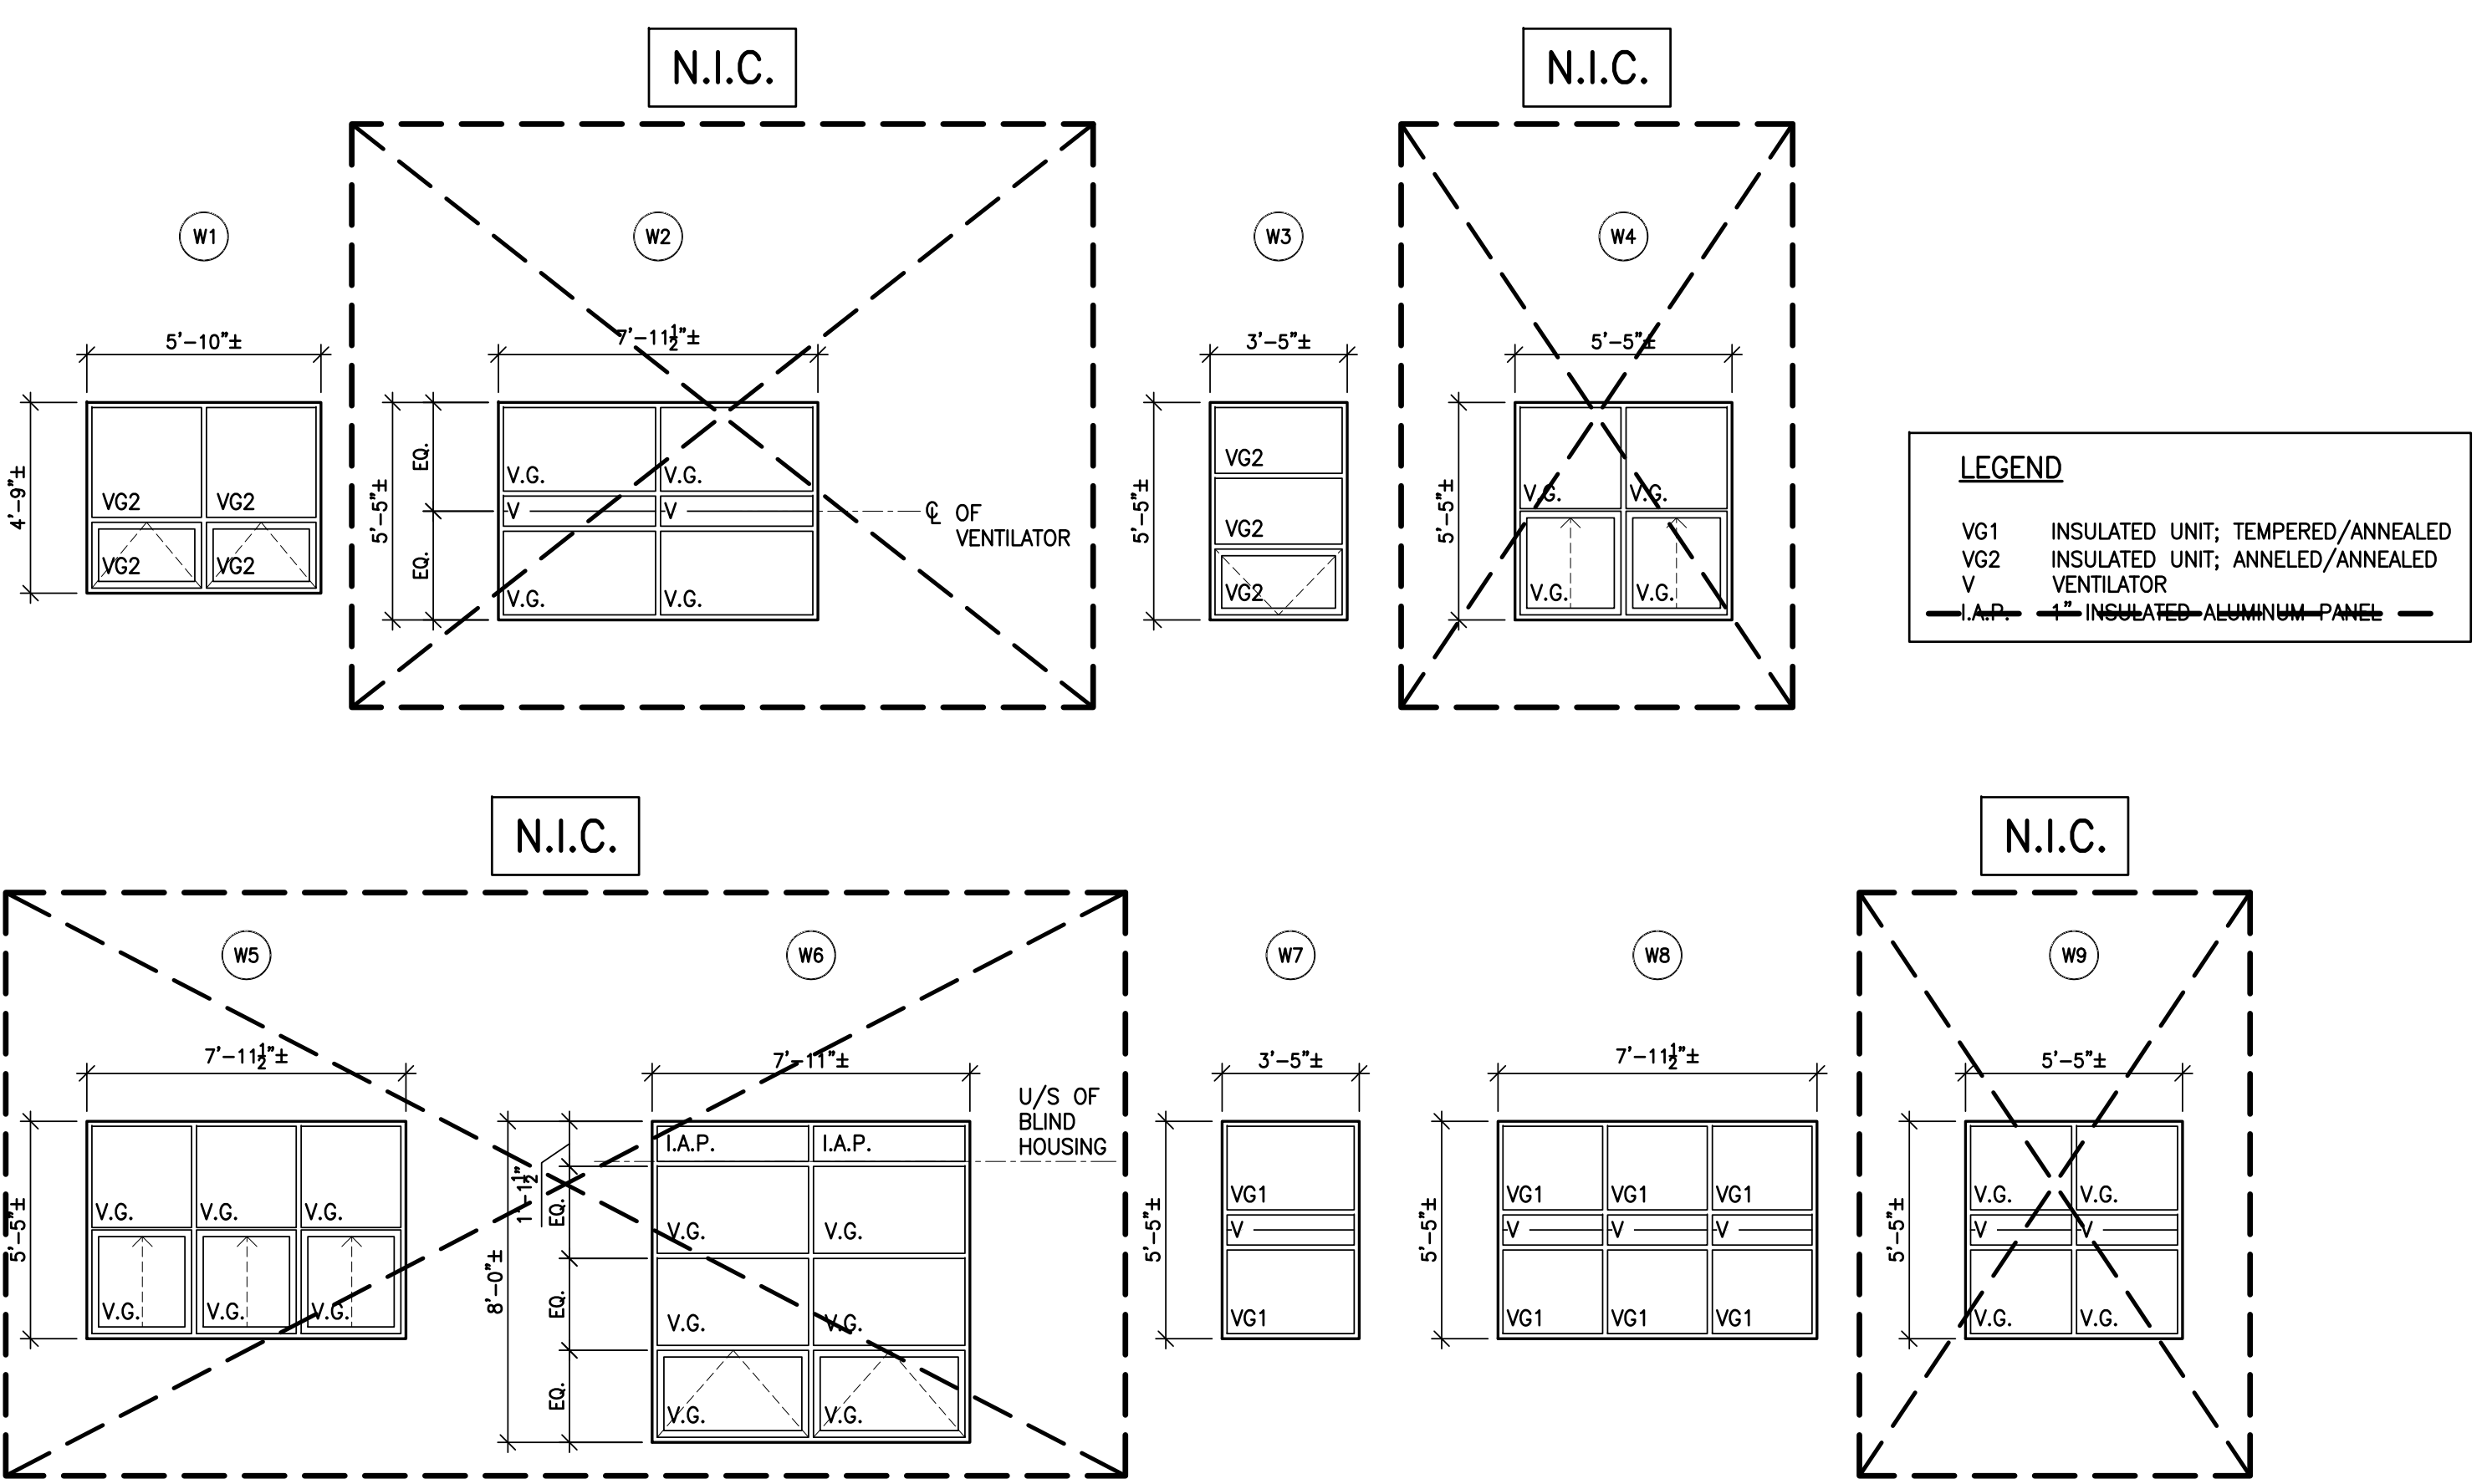 N.I.C.
N.I.C.
W1
W2
W3
W4
5'-10"±
7'-11½"±
3'-5"±
5'-5"±
4'-9"±
VG2
VG2
VG2
VG2
5'-5"±
EQ.
EQ.
V.G.
V.G.
V
V
V.G.
V.G.
℄ OF
VENTILATOR
5'-5"±
VG2
VG2
VG2
5'-5"±
V.G.
V.G.
V.G.
V.G.
LEGEND
VG1 INSULATED UNIT; TEMPERED/ANNEALED
VG2 INSULATED UNIT; ANNELED/ANNEALED
V VENTILATOR
I.A.P. 1" INSULATED ALUMINUM PANEL
N.I.C.
N.I.C.
W5
W6
W7
W8
W9
7'-11½"±
7'-11"±
3'-5"±
7'-11½"±
5'-5"±
5'-5"±
V.G.
V.G.
V.G.
V.G.
V.G.
V.G.
8'-0"±
1'-1½"
EQ.
EQ.
EQ.
U/S OF
BLIND
HOUSING
I.A.P.
I.A.P.
V.G.
V.G.
V.G.
V.G.
V.G.
V.G.
5'-5"±
VG1
V
VG1
5'-5"±
VG1
VG1
VG1
V
V
V
VG1
VG1
VG1
5'-5"±
V.G.
V.G.
V
V
V.G.
V.G.